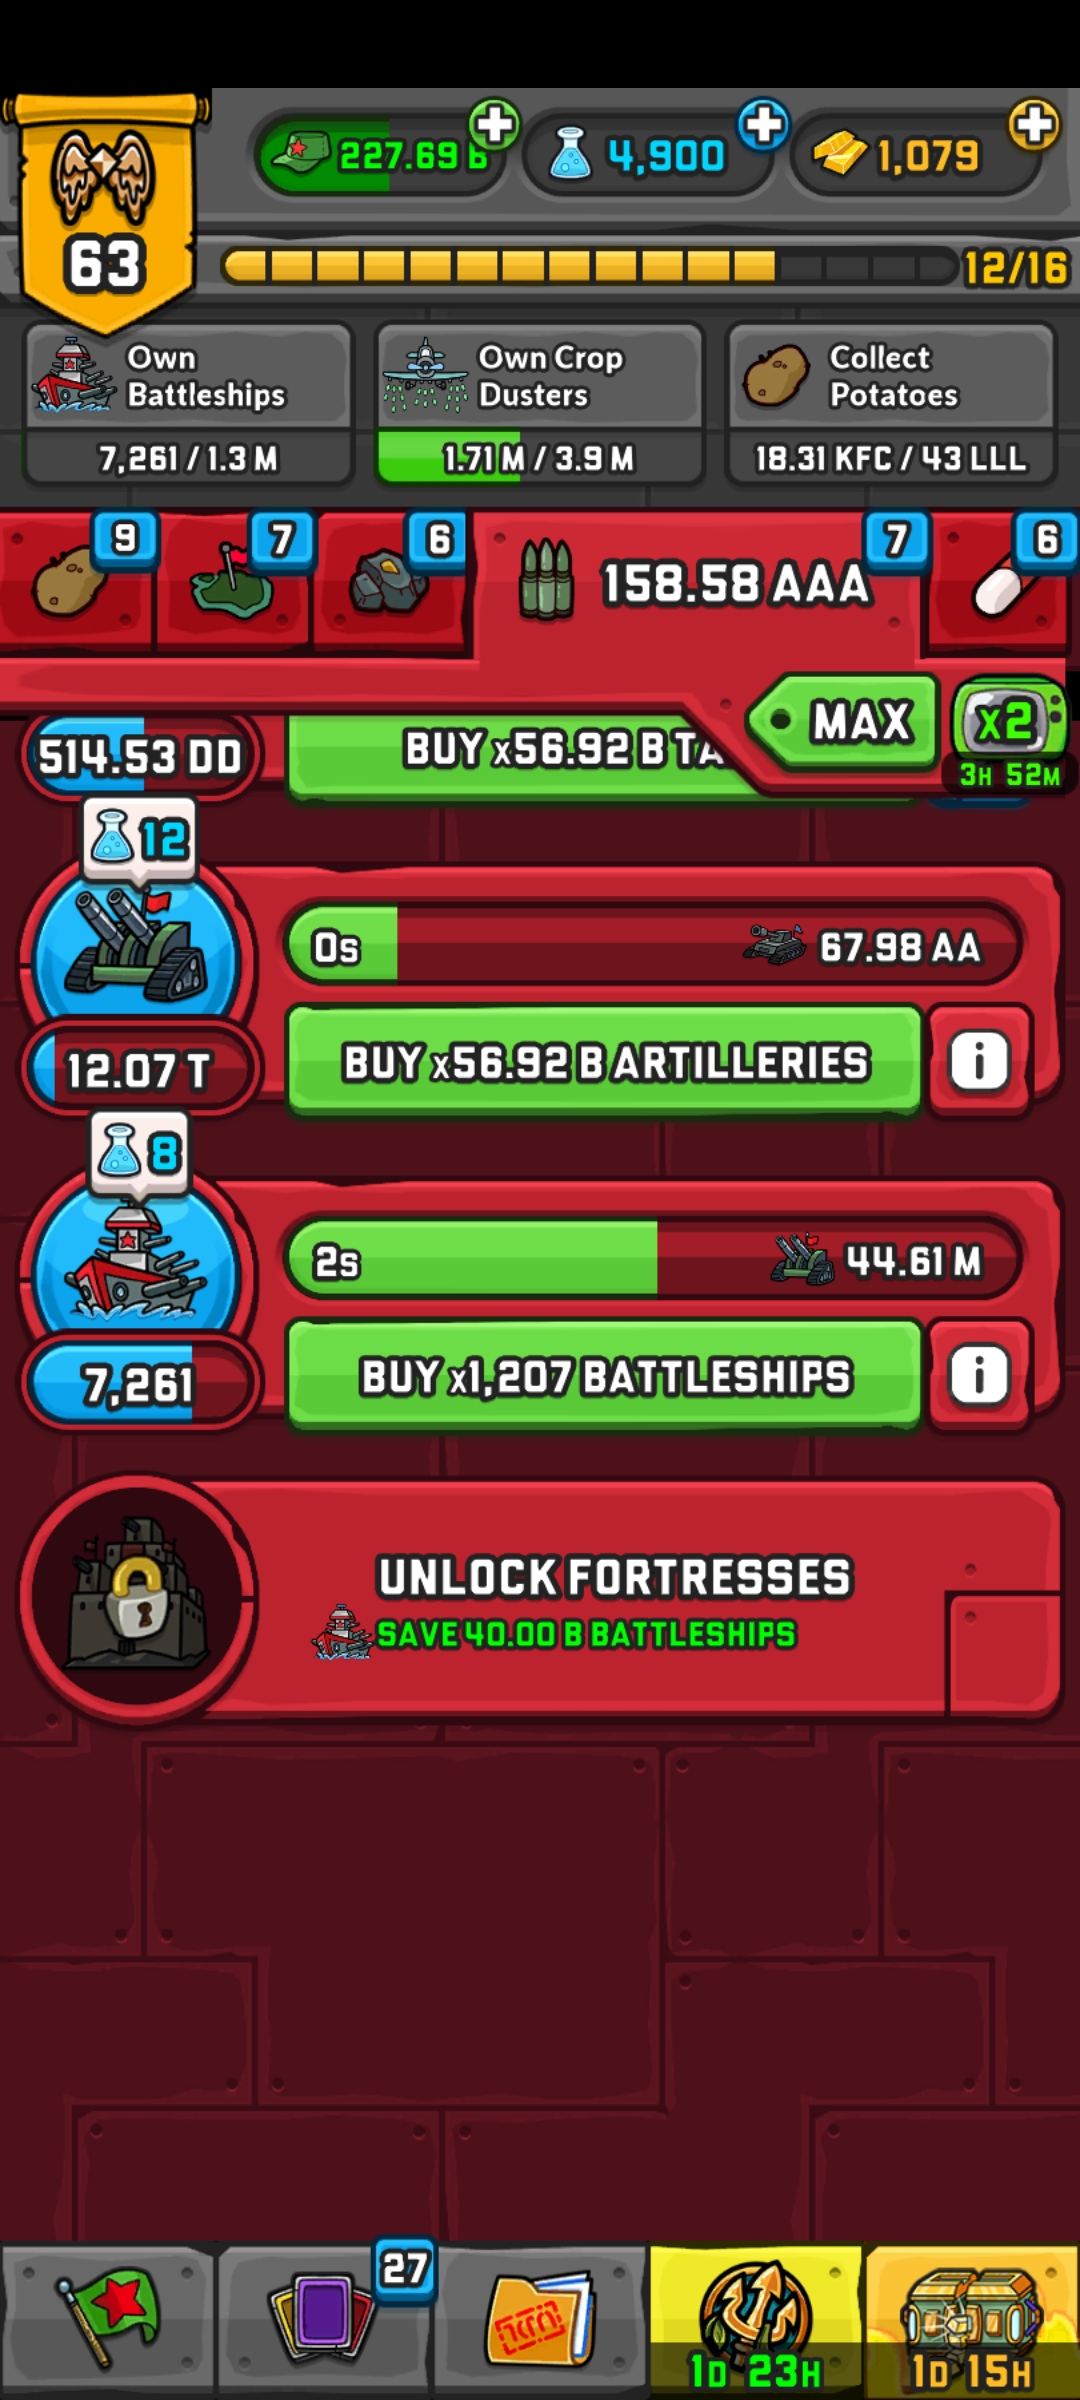 227.69 B
4,900
1,079
63
12/16
Own
Battleships
7,261 / 1.3 M
Own Crop
Dusters
1.71 M / 3.9 M
Collect
Potatoes
18.31 KFC / 43 LLL
9
7
6
158.58 AAA
7
6
MAX
x2
3H 52M
514.53 DD
BUY x56.92 B
12
0s
67.98 AA
12.07 T
BUY x56.92 B ARTILLERIES
i
8
2s
44.61 M
7,261
BUY x1,207 BATTLESHIPS
i
UNLOCK FORTRESSES
SAVE 40.00 B BATTLESHIPS
27
1D 23H
1D 15H